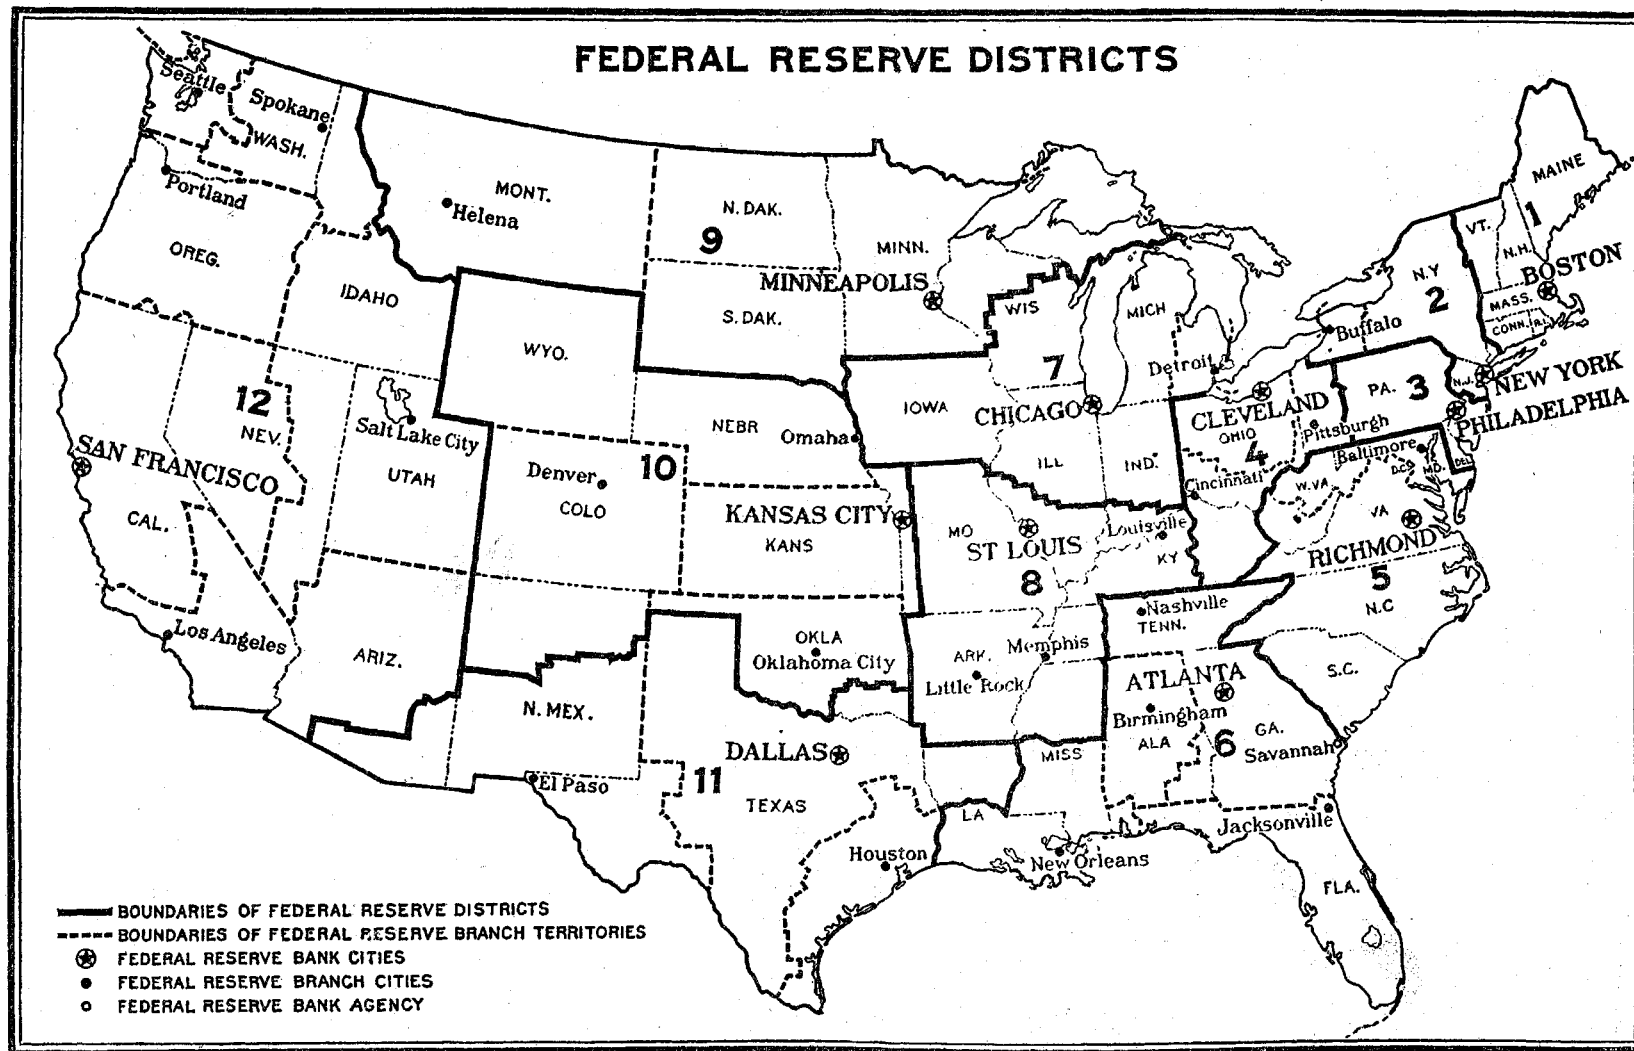 FEDERAL RESERVE DISTRICTS
Seattle
Spokane
WASH.
Portland
OREG.
IDAHO
MONT.
Helena
N. DAK.
9
S. DAK.
MINN.
MINNEAPOLIS
WIS
MICH
7
Detroit
MAINE
VT.
1
N.H.
BOSTON
N.Y
2
MASS.
CONN.
R.I.
Buffalo
WYO.
IOWA
CHICAGO
CLEVELAND
OHIO
4
PA.
3
N.J.
NEW YORK
PHILADELPHIA
Pittsburgh
Baltimore
12
NEV.
Salt Lake City
UTAH
SAN FRANCISCO
CAL.
Los Angeles
ARIZ.
NEBR
Omaha
Denver
10
COLO
KANSAS CITY
KANS
ILL
IND.
Cincinnati
W.VA
D.C.
MD.
DEL
VA
RICHMOND
5
N.C
MO
ST LOUIS
8
Louisville
KY
Nashville
TENN.
OKLA
Oklahoma City
ARK.
Memphis
Little Rock
ATLANTA
Birmingham
ALA
6
GA.
Savannah
S.C.
N. MEX.
El Paso
DALLAS
11
TEXAS
Houston
LA
MISS
New Orleans
Jacksonville
FLA.
BOUNDARIES OF FEDERAL RESERVE DISTRICTS
BOUNDARIES OF FEDERAL RESERVE BRANCH TERRITORIES
FEDERAL RESERVE BANK CITIES
FEDERAL RESERVE BRANCH CITIES
FEDERAL RESERVE BANK AGENCY